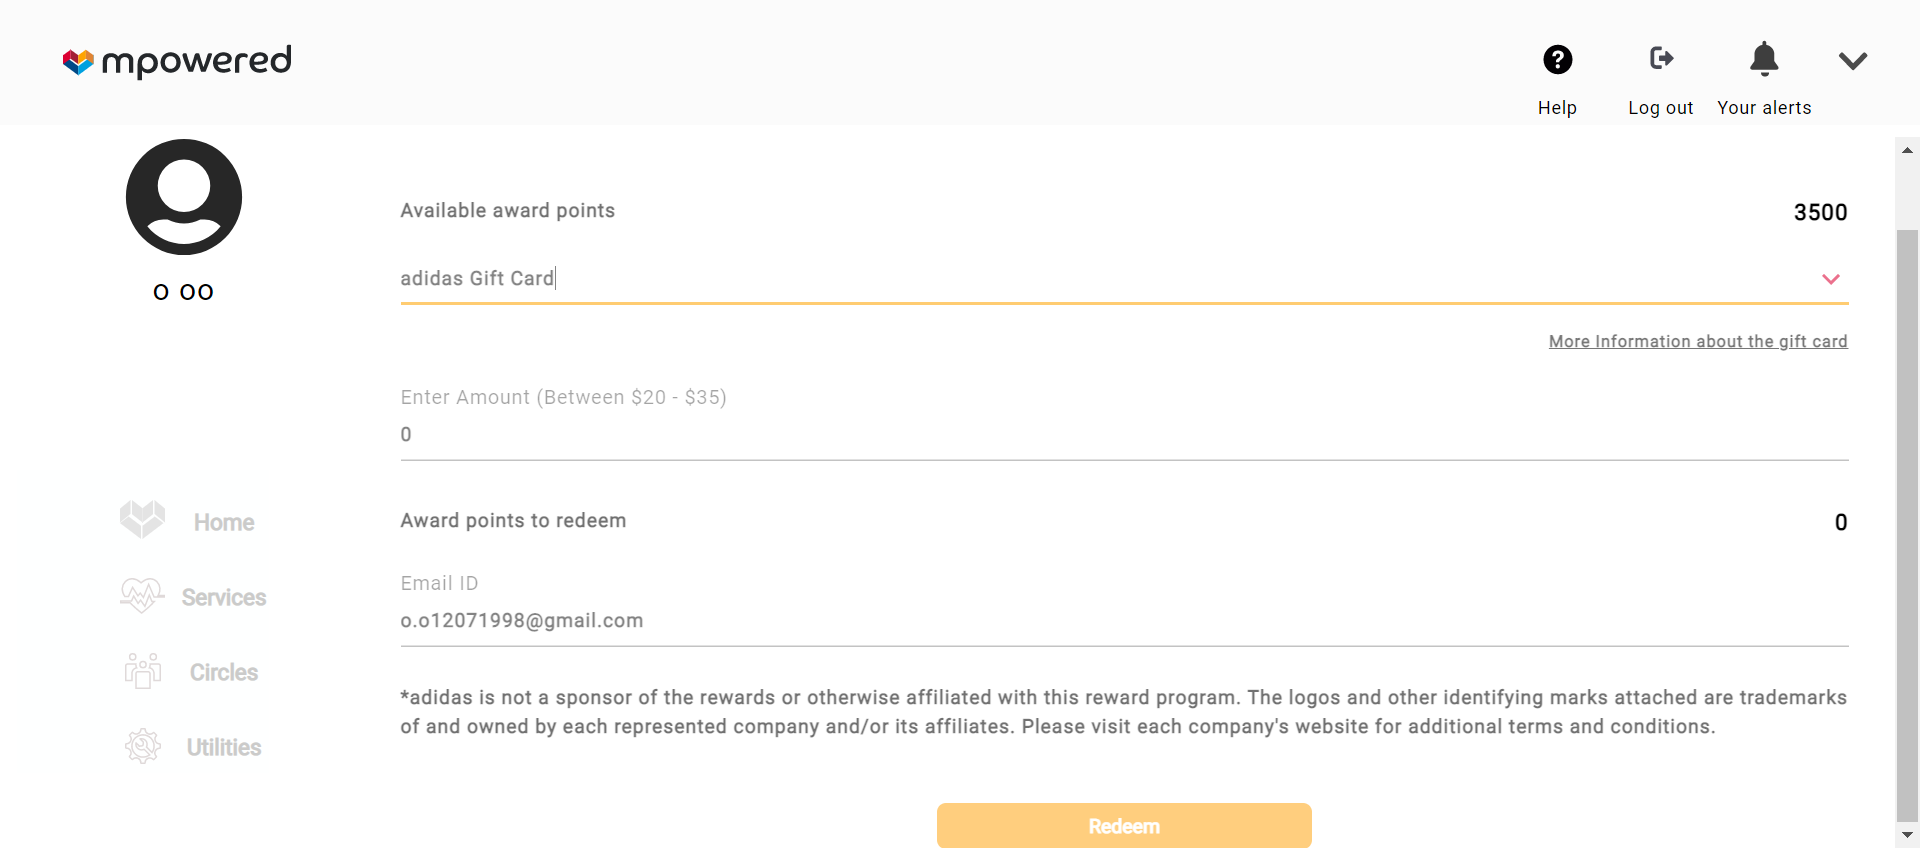 mpowered
Help
Log out
Your alerts
O OO
Available award points
3500
adidas Gift Card
More Information about the gift card
Enter Amount (Between $20 - $35)
0
Award points to redeem
0
Email ID
o.o12071998@gmail.com
Home
Services
Circles
Utilities
*adidas is not a sponsor of the rewards or otherwise affiliated with this reward program. The logos and other identifying marks attached are trademarks
of and owned by each represented company and/or its affiliates. Please visit each company's website for additional terms and conditions.
Redeem